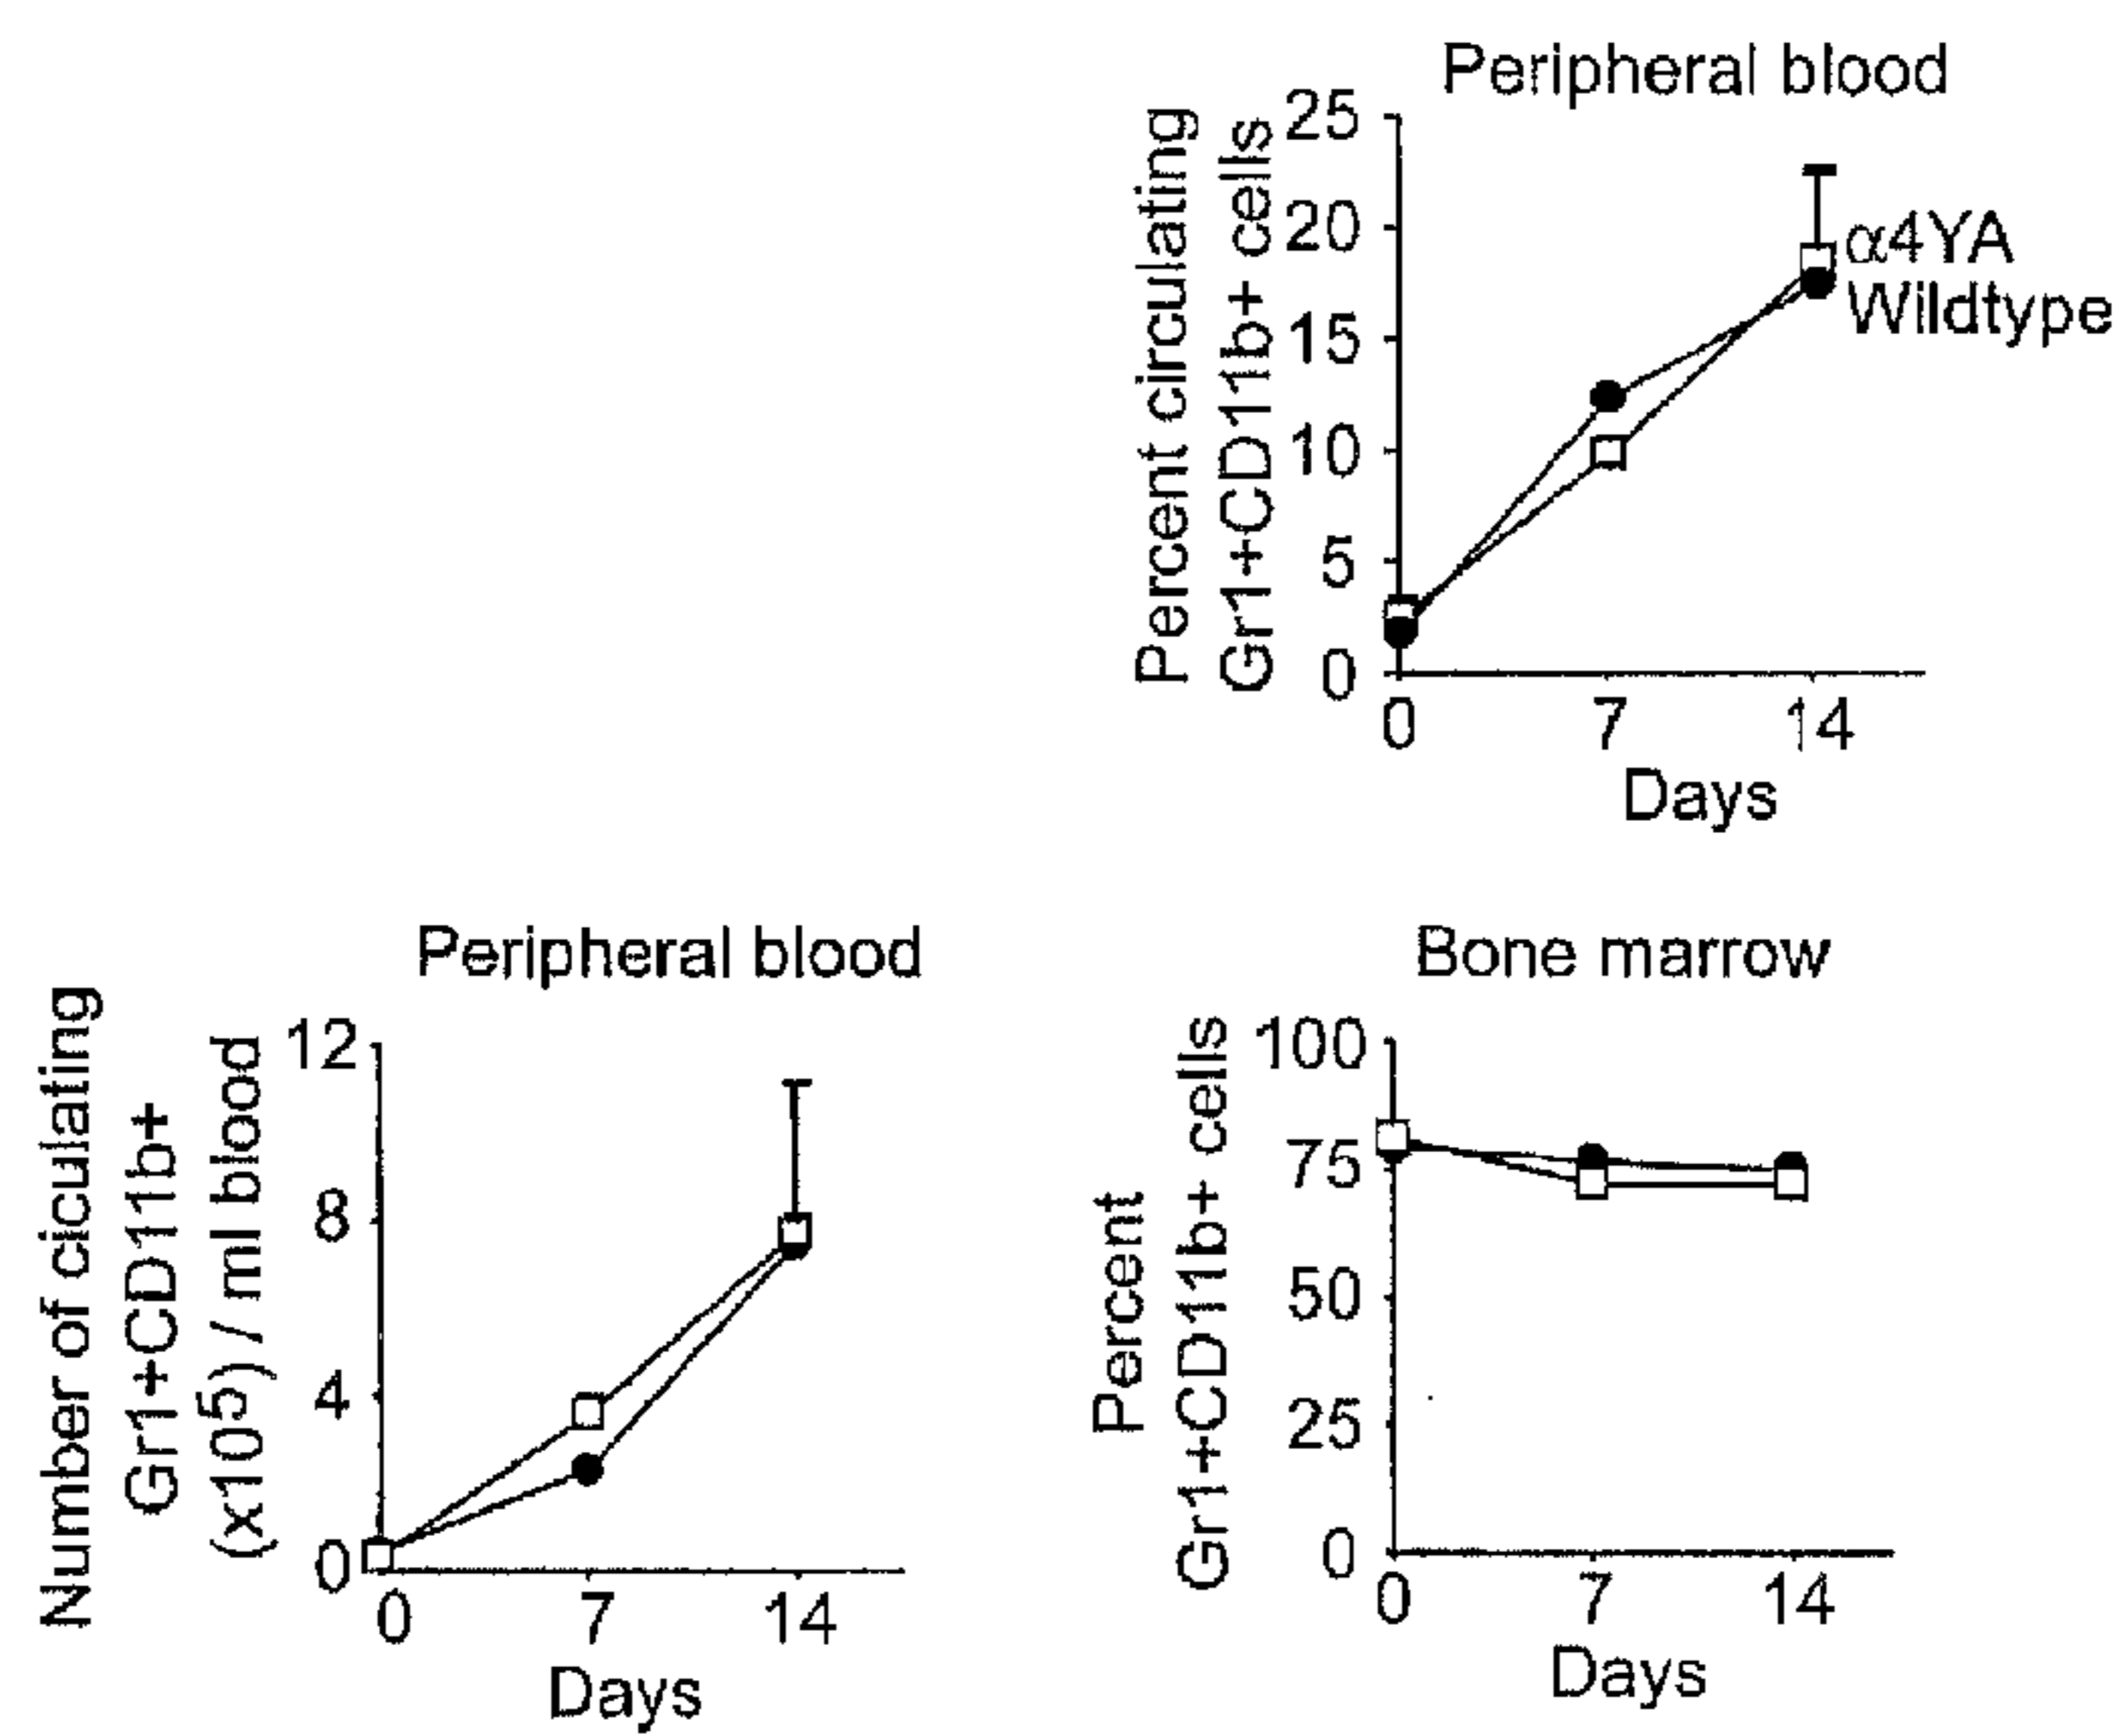 Peripheral blood
Percent circulating
Gr1+CD11b+ cells
25
20
15
10
5
0
α4YA
Wildtype
0 7 14
Days
Peripheral blood
Number of ciculating
Gr1+CD11b+
(x10⁵) / ml blood
12
8
4
0
0 7 14
Days
Bone marrow
Percent
Gr1+CD11b+ cells
100
75
50
25
0
0 7 14
Days